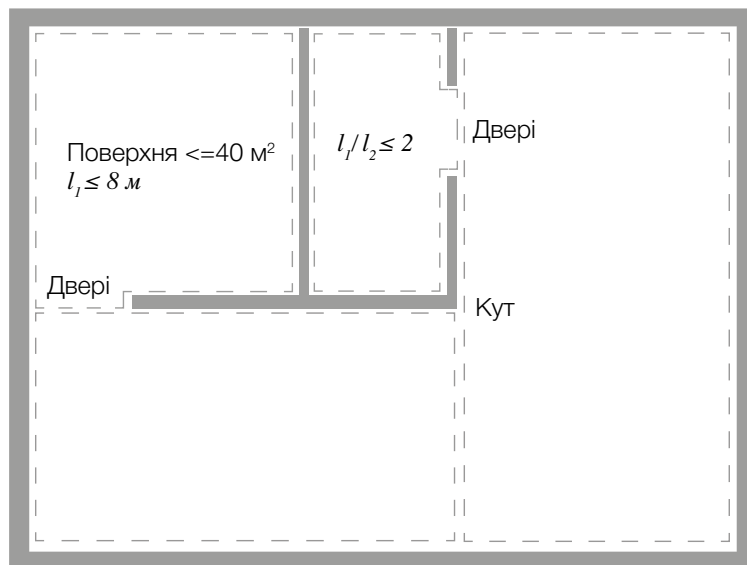 Поверхня <=40 м²
l₁ ≤ 8 м
l₁/l₂ ≤ 2
Двері
Двері
Кут